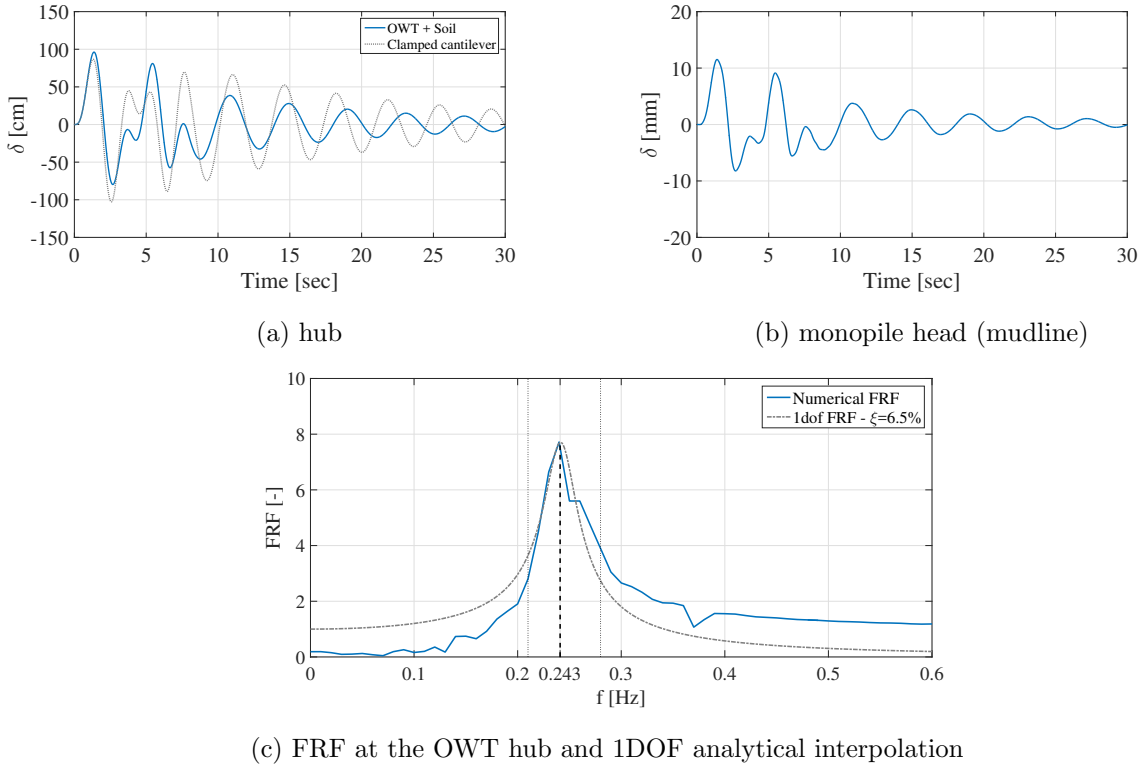 150
100
50
0
-50
-100
-150
δ [cm]
0 5 10 15 20 25 30
Time [sec]
OWT + Soil
Clamped cantilever
(a) hub
20
10
0
-10
-20
δ [mm]
0 5 10 15 20 25 30
Time [sec]
(b) monopile head (mudline)
10
8
6
4
2
0
FRF [-]
0 0.1 0.2 0.243 0.3 0.4 0.5 0.6
f [Hz]
Numerical FRF
1dof FRF - ξ=6.5%
(c) FRF at the OWT hub and 1DOF analytical interpolation